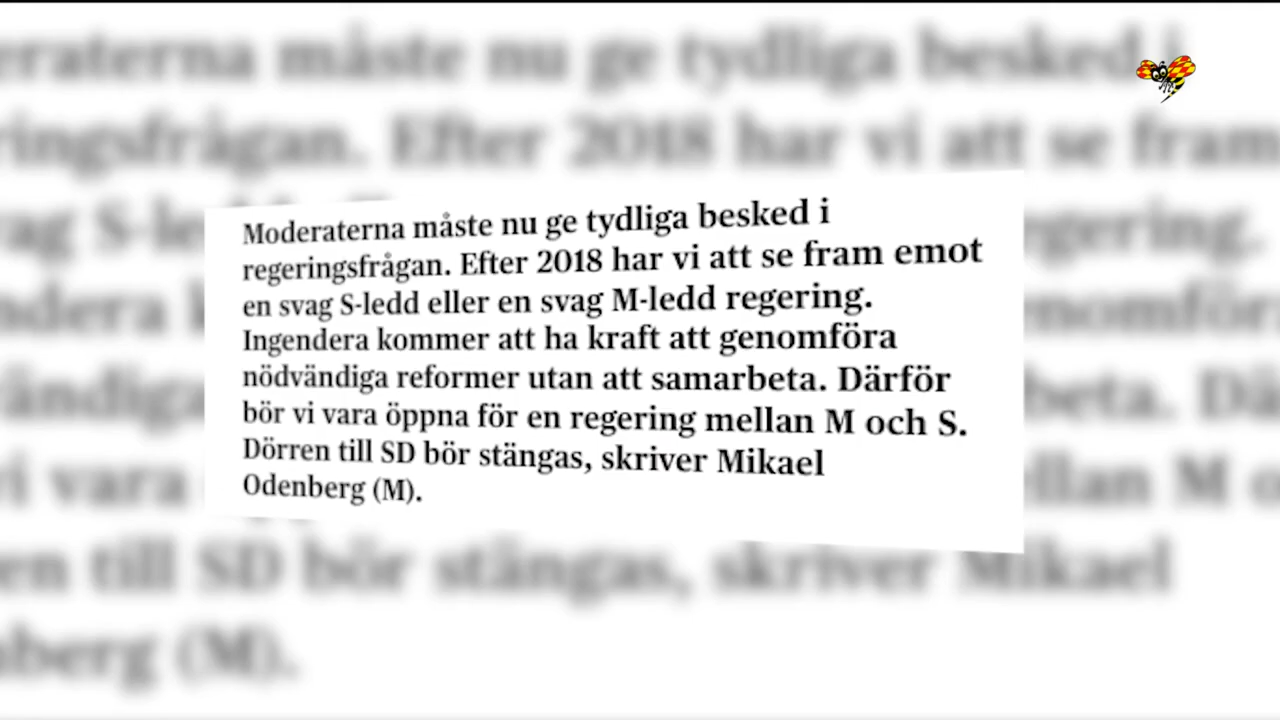 Moderaterna måste nu ge tydliga besked i
regeringsfrågan. Efter 2018 har vi att se fram emot
en svag S-ledd eller en svag M-ledd regering.
Ingendera kommer att ha kraft att genomföra
nödvändiga reformer utan att samarbeta. Därför
bör vi vara öppna för en regering mellan M och S.
Dörren till SD bör stängas, skriver Mikael
Odenberg (M).